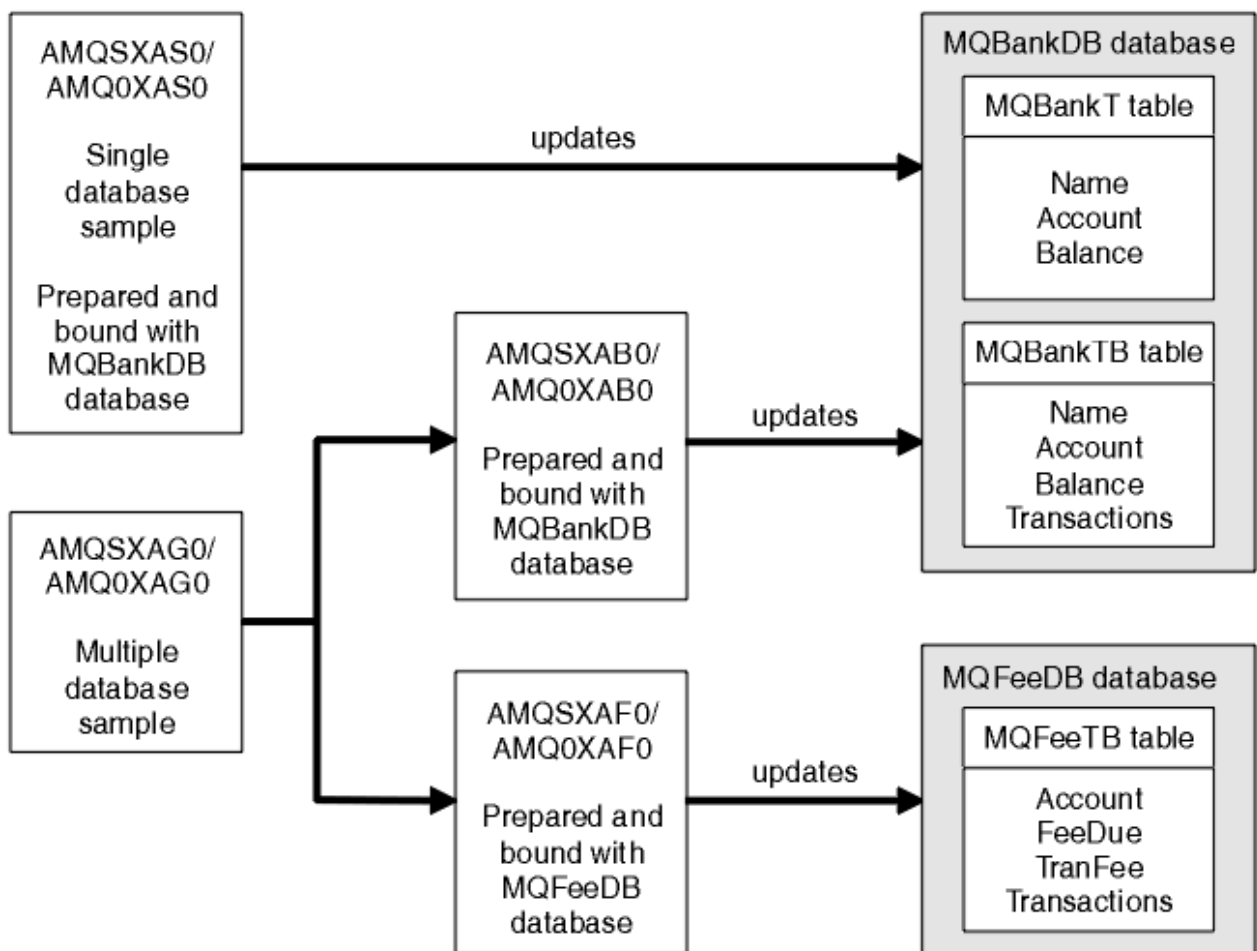 AMQSXAS0/
AMQ0XAS0
Single
database
sample
Prepared and
bound with
MQBankDB
database
updates
MQBankDB database
MQBankT table
Name
Account
Balance
MQBankTB table
Name
Account
Balance
Transactions
AMQSXAB0/
AMQ0XAB0
Prepared and
bound with
MQBankDB
database
updates
AMQSXAG0/
AMQ0XAG0
Multiple
database
sample
AMQSXAF0/
AMQ0XAF0
Prepared and
bound with
MQFeeDB
database
updates
MQFeeDB database
MQFeeTB table
Account
FeeDue
TranFee
Transactions